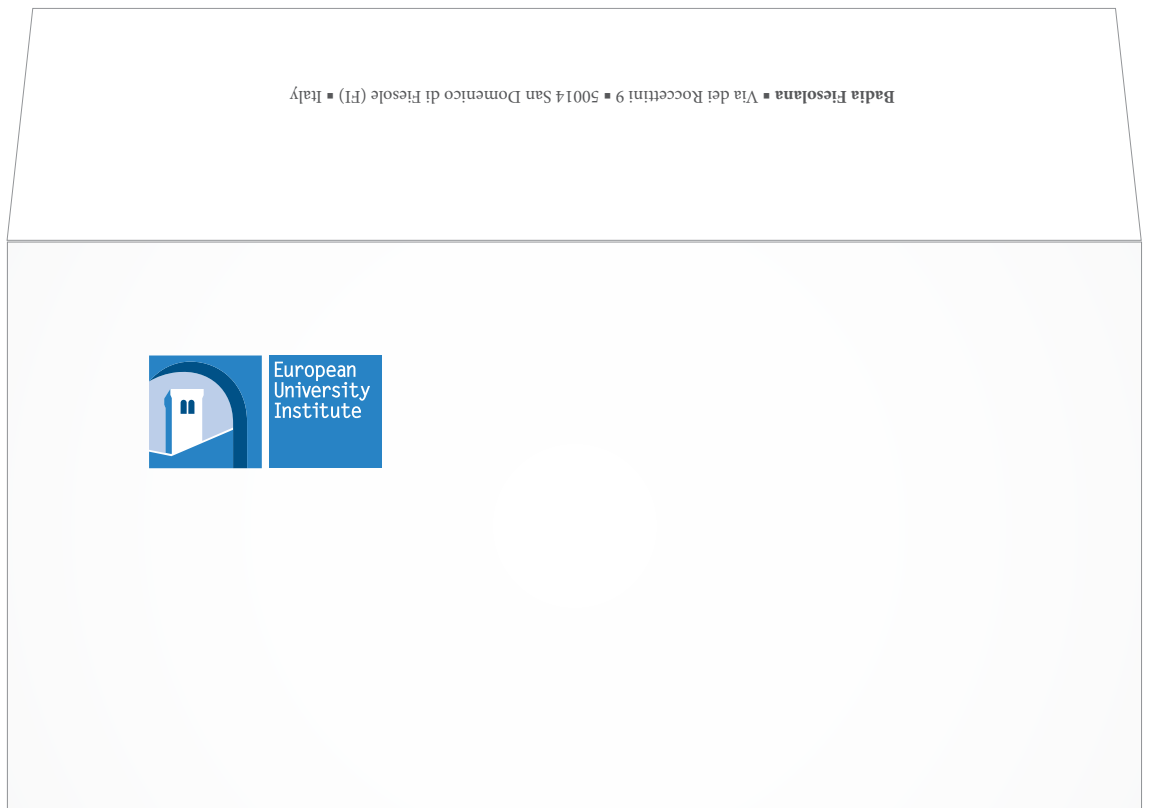 Badia Fiesolana ▪ Via dei Roccettini 9 ▪ 50014 San Domenico di Fiesole (FI) ▪ Italy
European
University
Institute